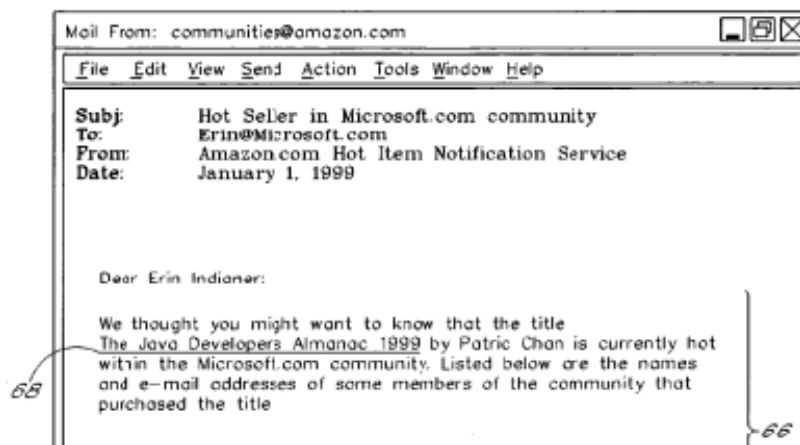 Mail From: communities@amazon.com
File Edit View Send Action Tools Window Help
Subj: Hot Seller in Microsoft.com community
To: Erin@Microsoft.com
From: Amazon.com Hot Item Notification Service
Date: January 1, 1999
Dear Erin Indianer:
We thought you might want to know that the title
The Java Developers Almanac 1999 by Patric Chan is currently hot
within the Microsoft.com community. Listed below are the names
and e-mail addresses of some members of the community that
purchased the title
68
66